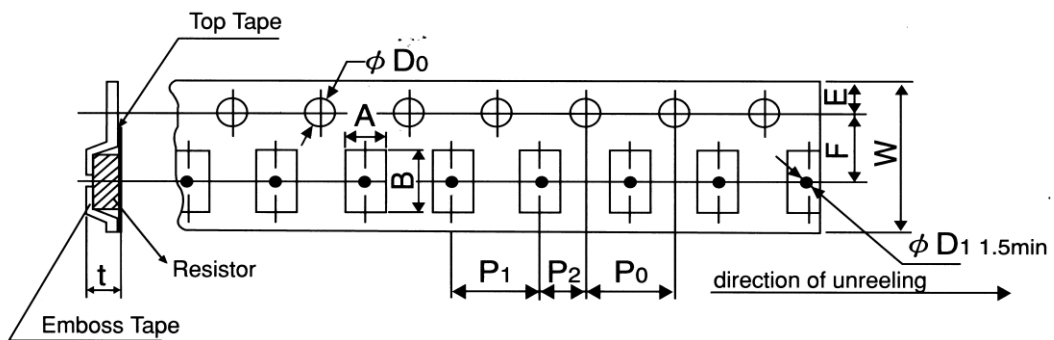 Top Tape
φ D0
A
E
F
W
B
φ D1 1.5min
Resistor
t
P1
P2
P0
direction of unreeling
Emboss Tape